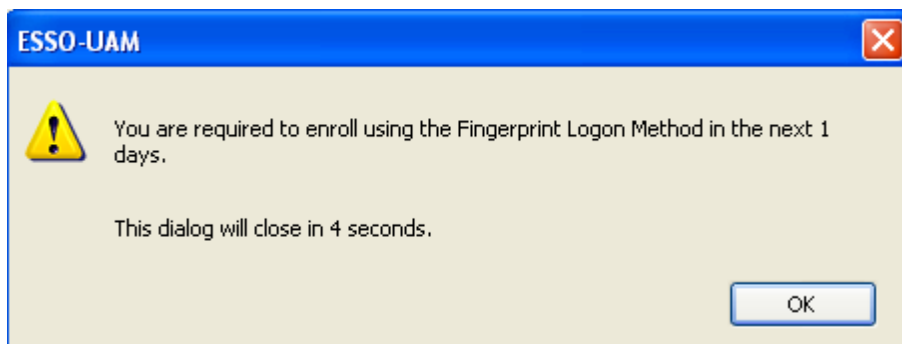 ESSO-UAM
You are required to enroll using the Fingerprint Logon Method in the next 1
days.
This dialog will close in 4 seconds.
OK